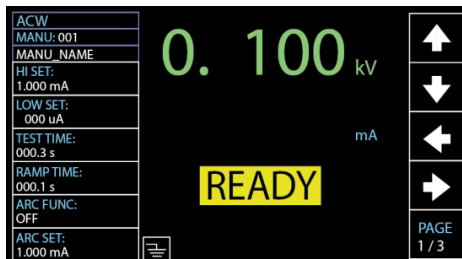 ACW
MANU: 001
MANU_NAME
HI SET:
1.000 mA
LOW SET:
000 uA
TEST TIME:
000.3 s
RAMP TIME:
000.1 s
ARC FUNC:
OFF
ARC SET:
1.000 mA
0. 100 kV
mA
READY
PAGE
1 / 3